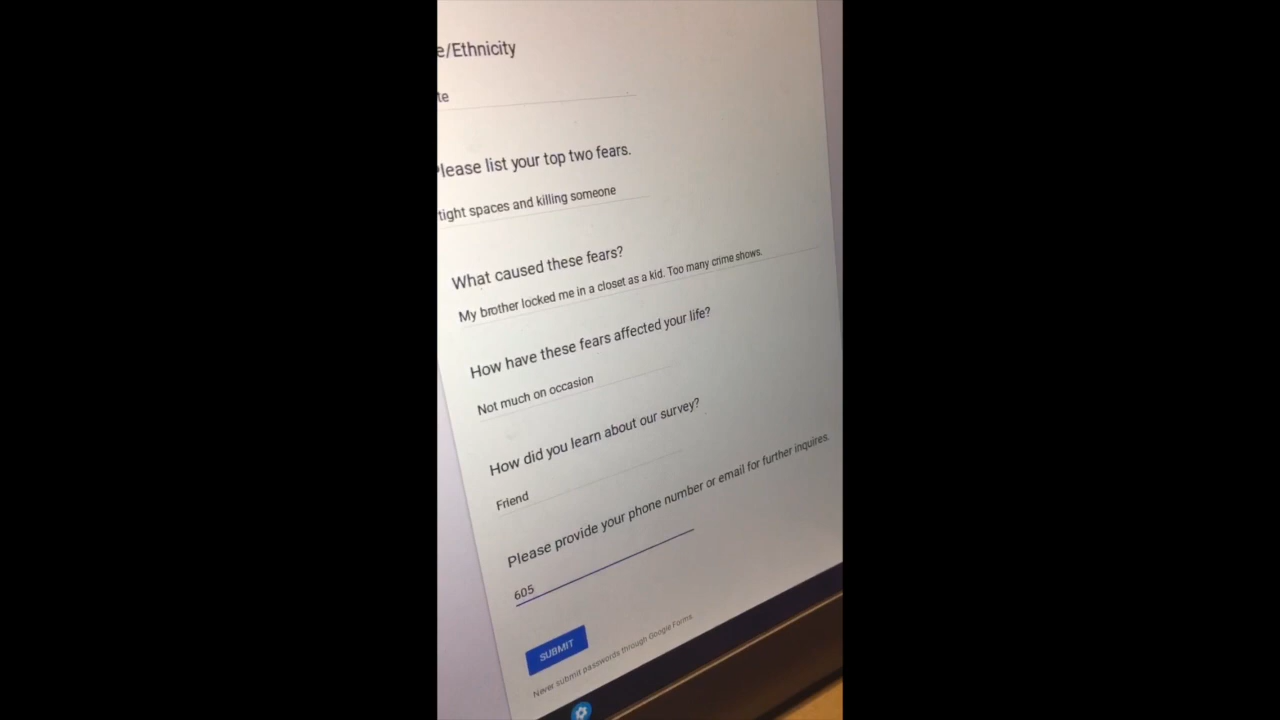 e/Ethnicity
te
Please list your top two fears.
tight spaces and killing someone
What caused these fears?
My brother locked me in a closet as a kid. Too many crime shows.
How have these fears affected your life?
Not much on occasion
How did you learn about our survey?
Friend
Please provide your phone number or email for further inquires.
605
SUBMIT
Never submit passwords through Google Forms.